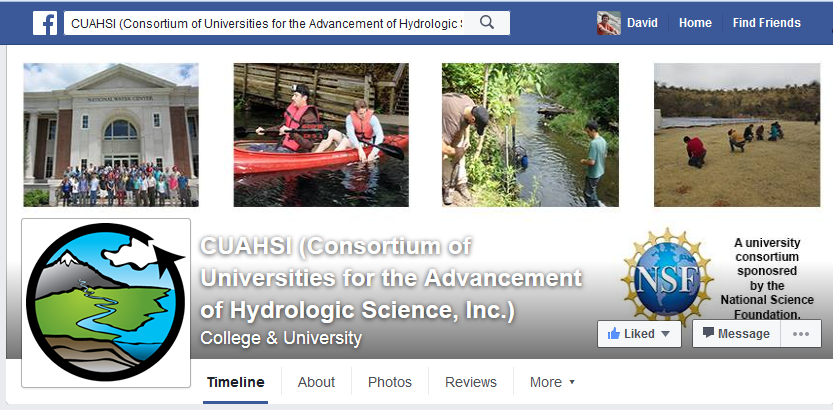 f CUAHSI (Consortium of Universities for the Advancement of Hydrologic S David Home Find Friends
NATIONAL WATER CENTER
CUAHSI (Consortium of
Universities for the Advancement
of Hydrologic Science, Inc.)
College & University
NSF
A university
consortium
sponosred
by the
National Science
Foundation.
Liked Message
Timeline About Photos Reviews More